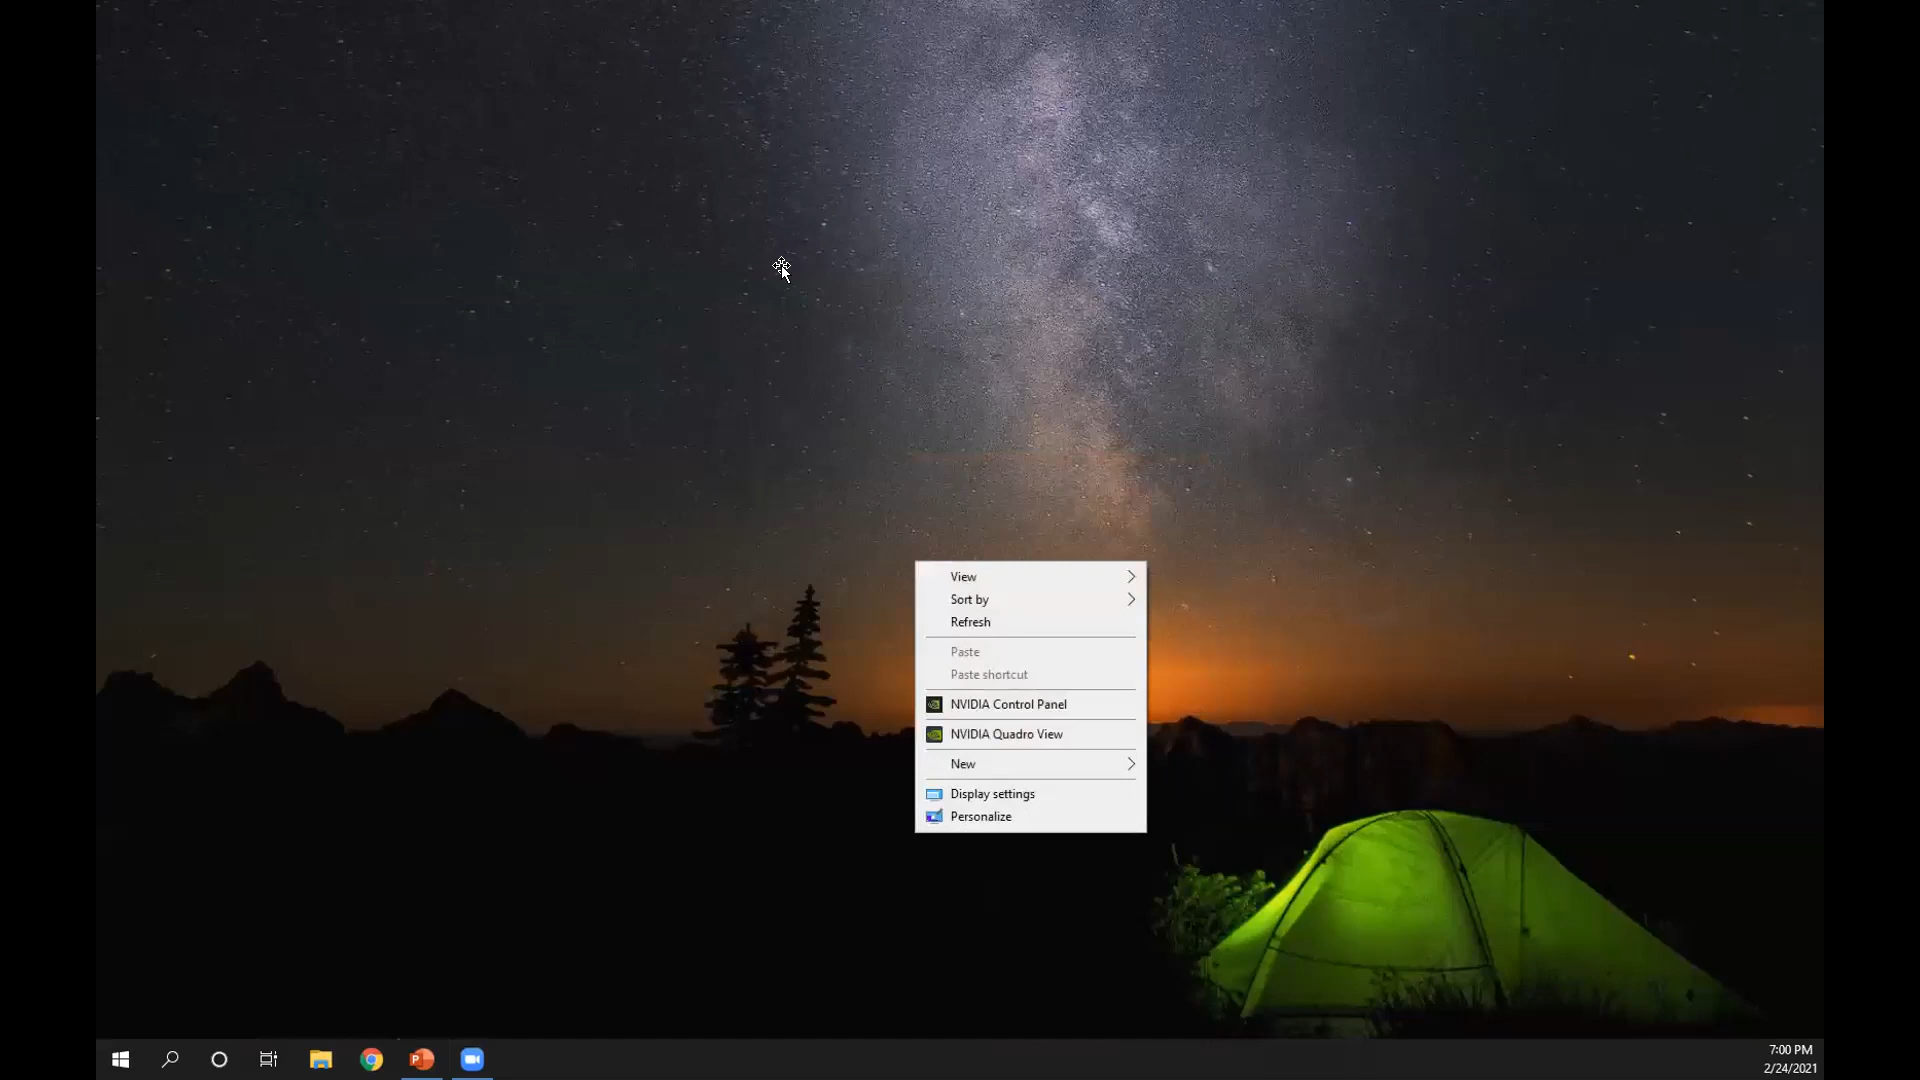 View
Sort by
Refresh
Paste
Paste shortcut
NVIDIA Control Panel
NVIDIA Quadro View
New
Display settings
Personalize
7:00 PM
2/24/2021